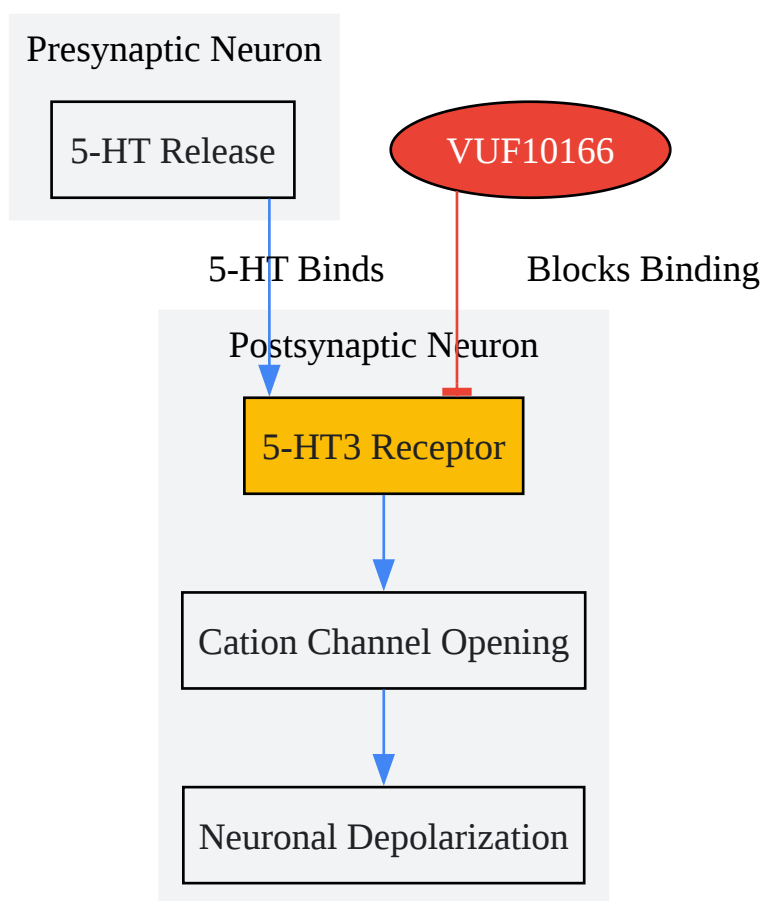 Presynaptic Neuron
5-HT Release
VUF10166
5-HT Binds
Blocks Binding
Postsynaptic Neuron
5-HT3 Receptor
Cation Channel Opening
Neuronal Depolarization